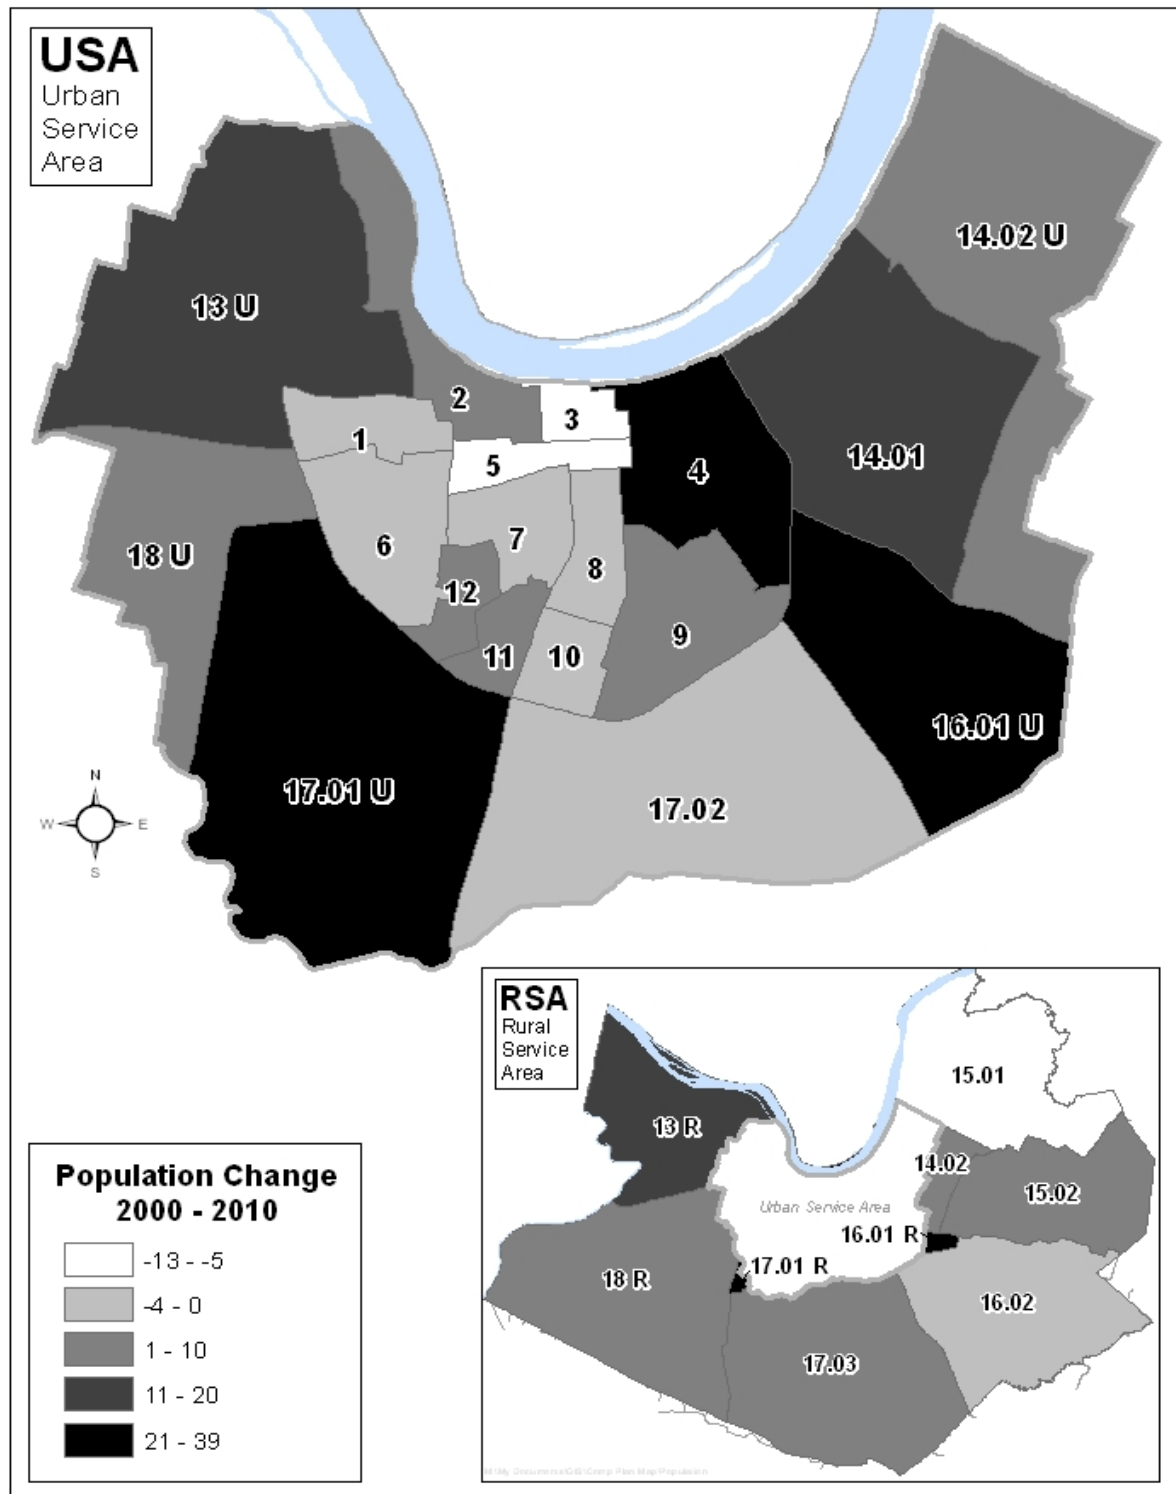 USA
Urban
Service
Area
14.02 U
13 U
2
3
1
14.01
5
4
7
6
18 U
8
12
9
11
10
16.01 U
17.01 U
17.02
N
W
E
S
RSA
Rural
Service
Area
15.01
13 R
14.02
15.02
Urban Service Area
16.01 R
17.01 R
18 R
16.02
17.03
Population Change
2000 - 2010
-13 - -5
-4 - 0
1 - 10
11 - 20
21 - 39